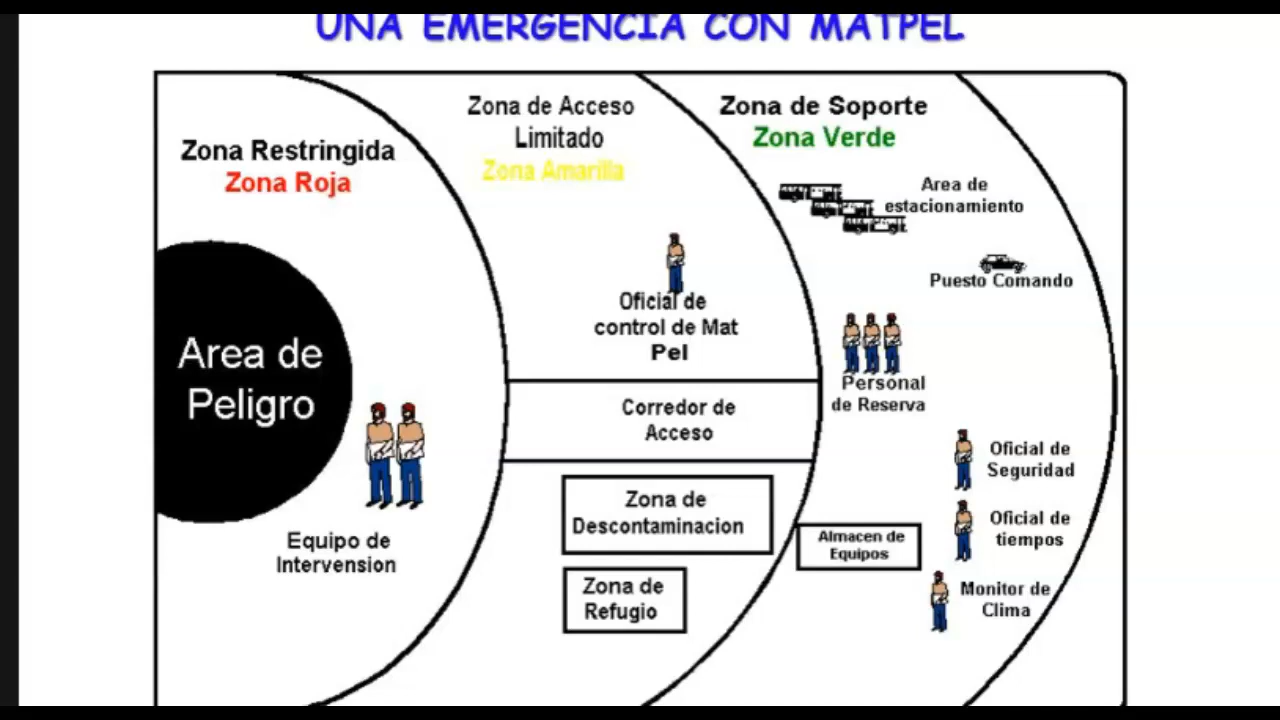 UNA EMERGENCIA CON MATPEL
Zona Restringida
Zona Roja
Zona de Acceso
Limitado
Zona Amarilla
Zona de Soporte
Zona Verde
Area de
estacionamiento
Puesto Comando
Oficial de
control de Mat
Pel
Area de
Peligro
Personal
de Reserva
Corredor de
Acceso
Oficial de
Seguridad
Zona de
Descontaminacion
Oficial de
tiempos
Almacen de
Equipos
Equipo de
Intervension
Zona de
Refugio
Monitor de
Clima